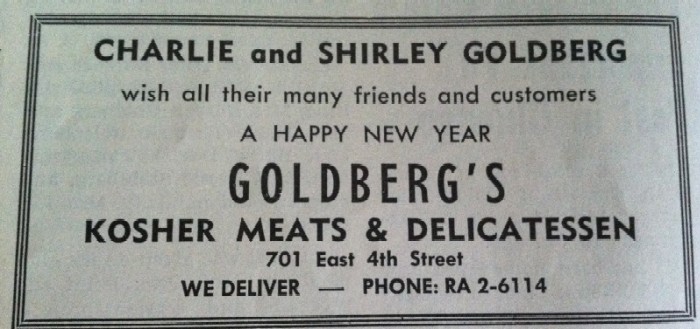 CHARLIE and SHIRLEY GOLDBERG
wish all their many friends and customers
A HAPPY NEW YEAR
GOLDBERG'S
KOSHER MEATS & DELICATESSEN
701 East 4th Street
WE DELIVER — PHONE: RA 2-6114